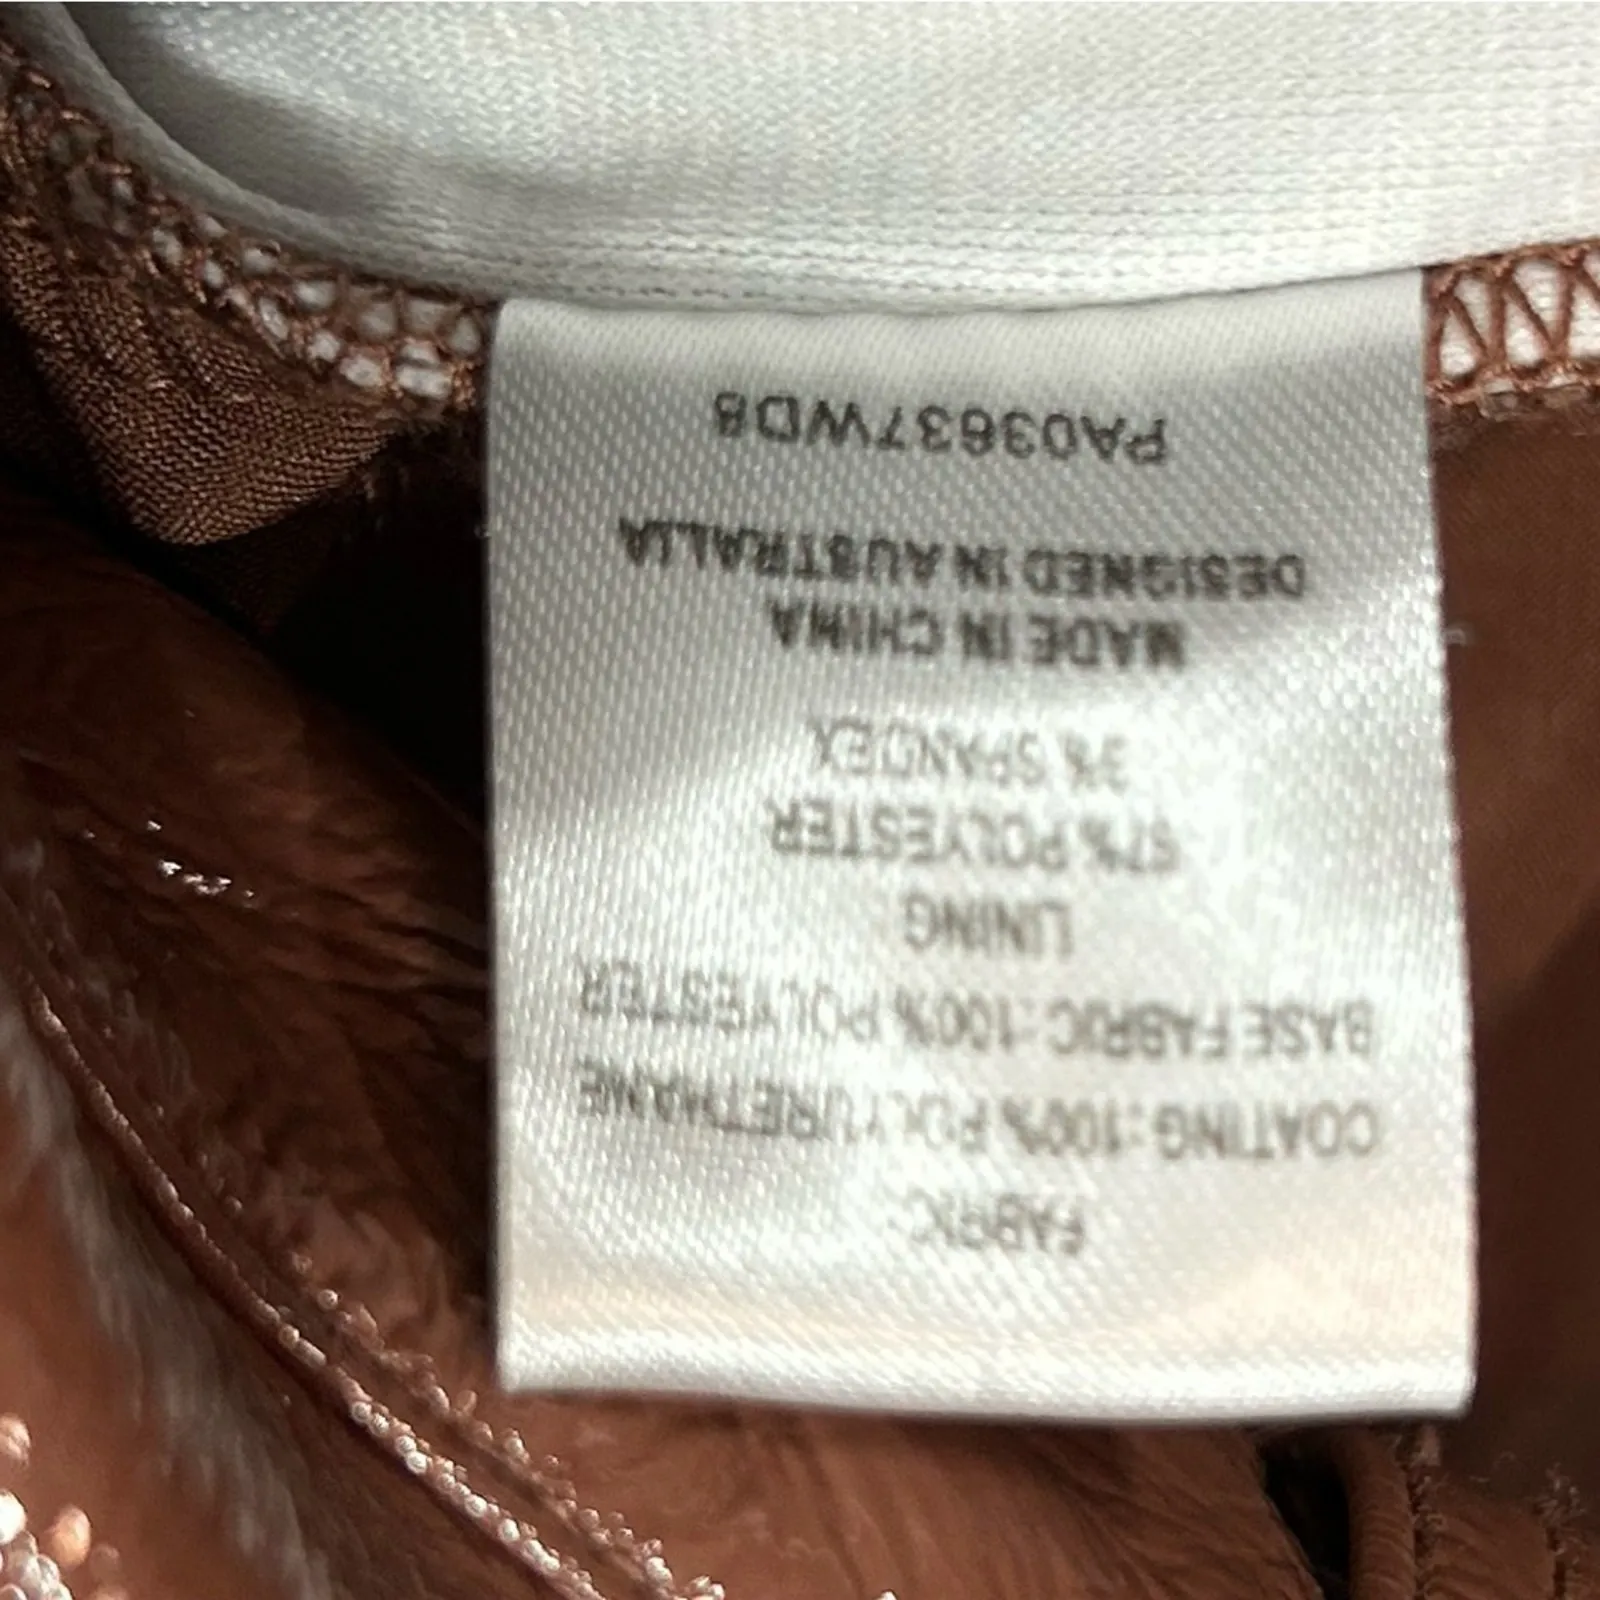 FABRIC
COATING:100% POLYURETHANE
BASE FABRIC:100% POLYESTER
LINING
97% POLYESTER
3% SPANDEX
MADE IN CHINA
DESIGNED IN AUSTRALIA
PA03637WD8